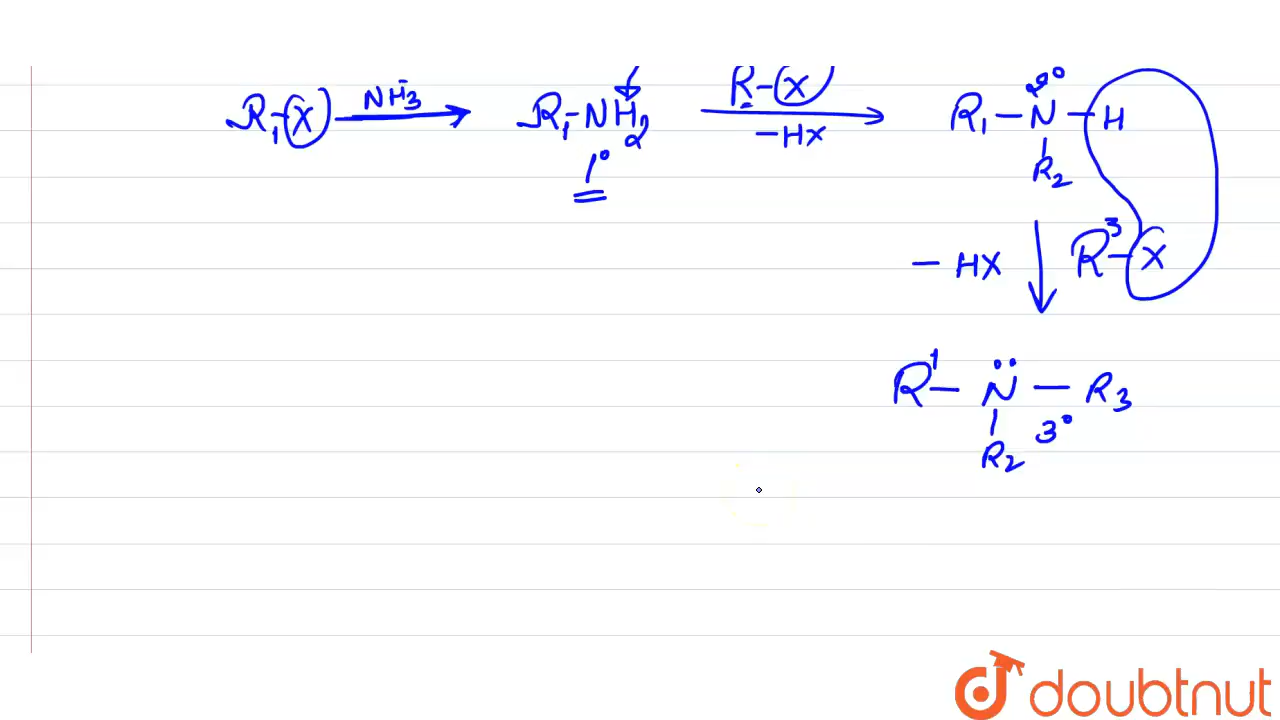 R₁-X NH₃ R₁-NH₂ R-X R₁-N-H
-HX R₂
1°
-HX R³-X
R¹-N̈-R₃
R₂ 3°
doubtnut